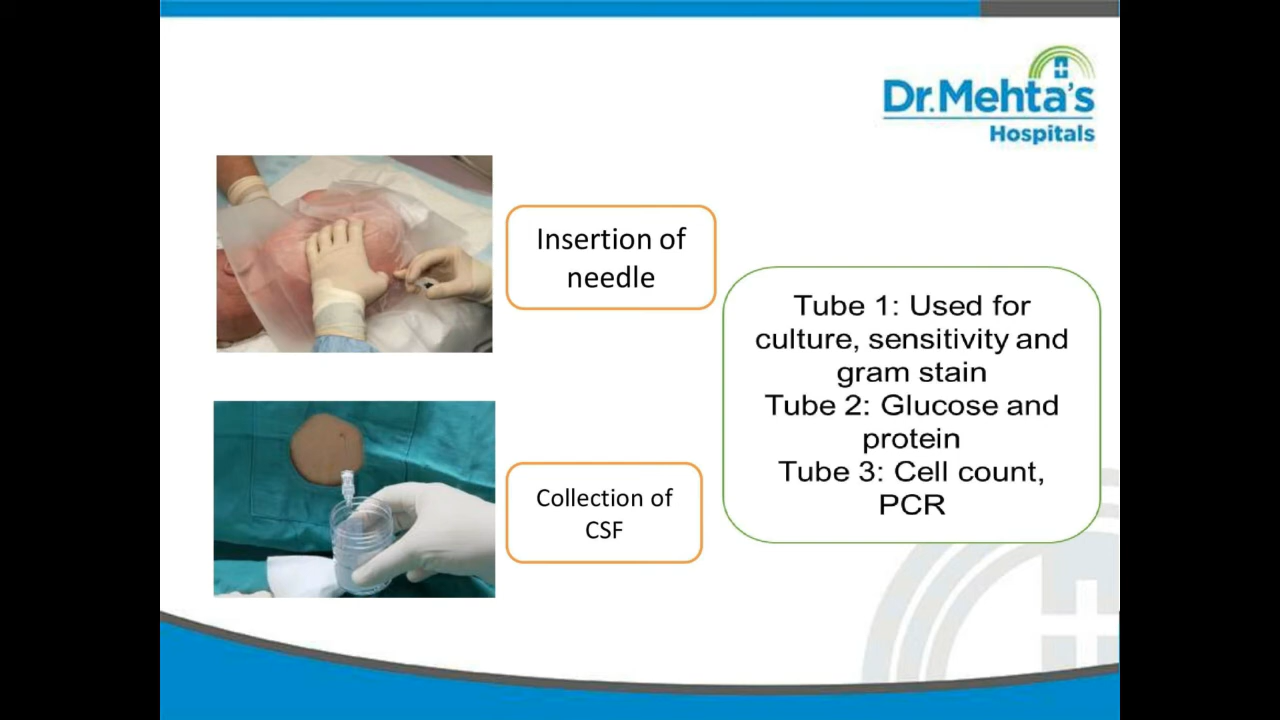 Dr.Mehta's
Hospitals
Insertion of
needle
Tube 1: Used for
culture, sensitivity and
gram stain
Tube 2: Glucose and
protein
Tube 3: Cell count,
PCR
Collection of
CSF